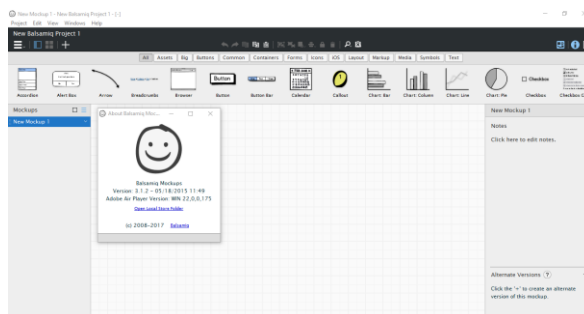 New Mockup 1 - New Balsamiq Project 1 - [-]
Project Edit View Windows Help
New Balsamiq Project 1
All Assets Big Buttons Common Containers Forms Icons iOS Layout Markup Media Symbols Text
Button
Checkbox
Accordion Alert Box Arrow Breadcrumbs Browser Button Button Bar Calendar Callout Chart: Bar Chart: Column Chart: Line Chart: Pie Checkbox Checkbox G
Mockups
New Mockup 1
New Mockup 1
Notes
Click here to edit notes.
About Balsamiq Moc...
Balsamiq Mockups
Version: 3.1.2 - 05/18/2015 11:49
Adobe Air Player Version: WIN 22,0,0,175
Open Local Store Folder
(c) 2008-2017 Balsamiq
Alternate Versions (?)
Click the '+' to create an alternate
version of this mockup.